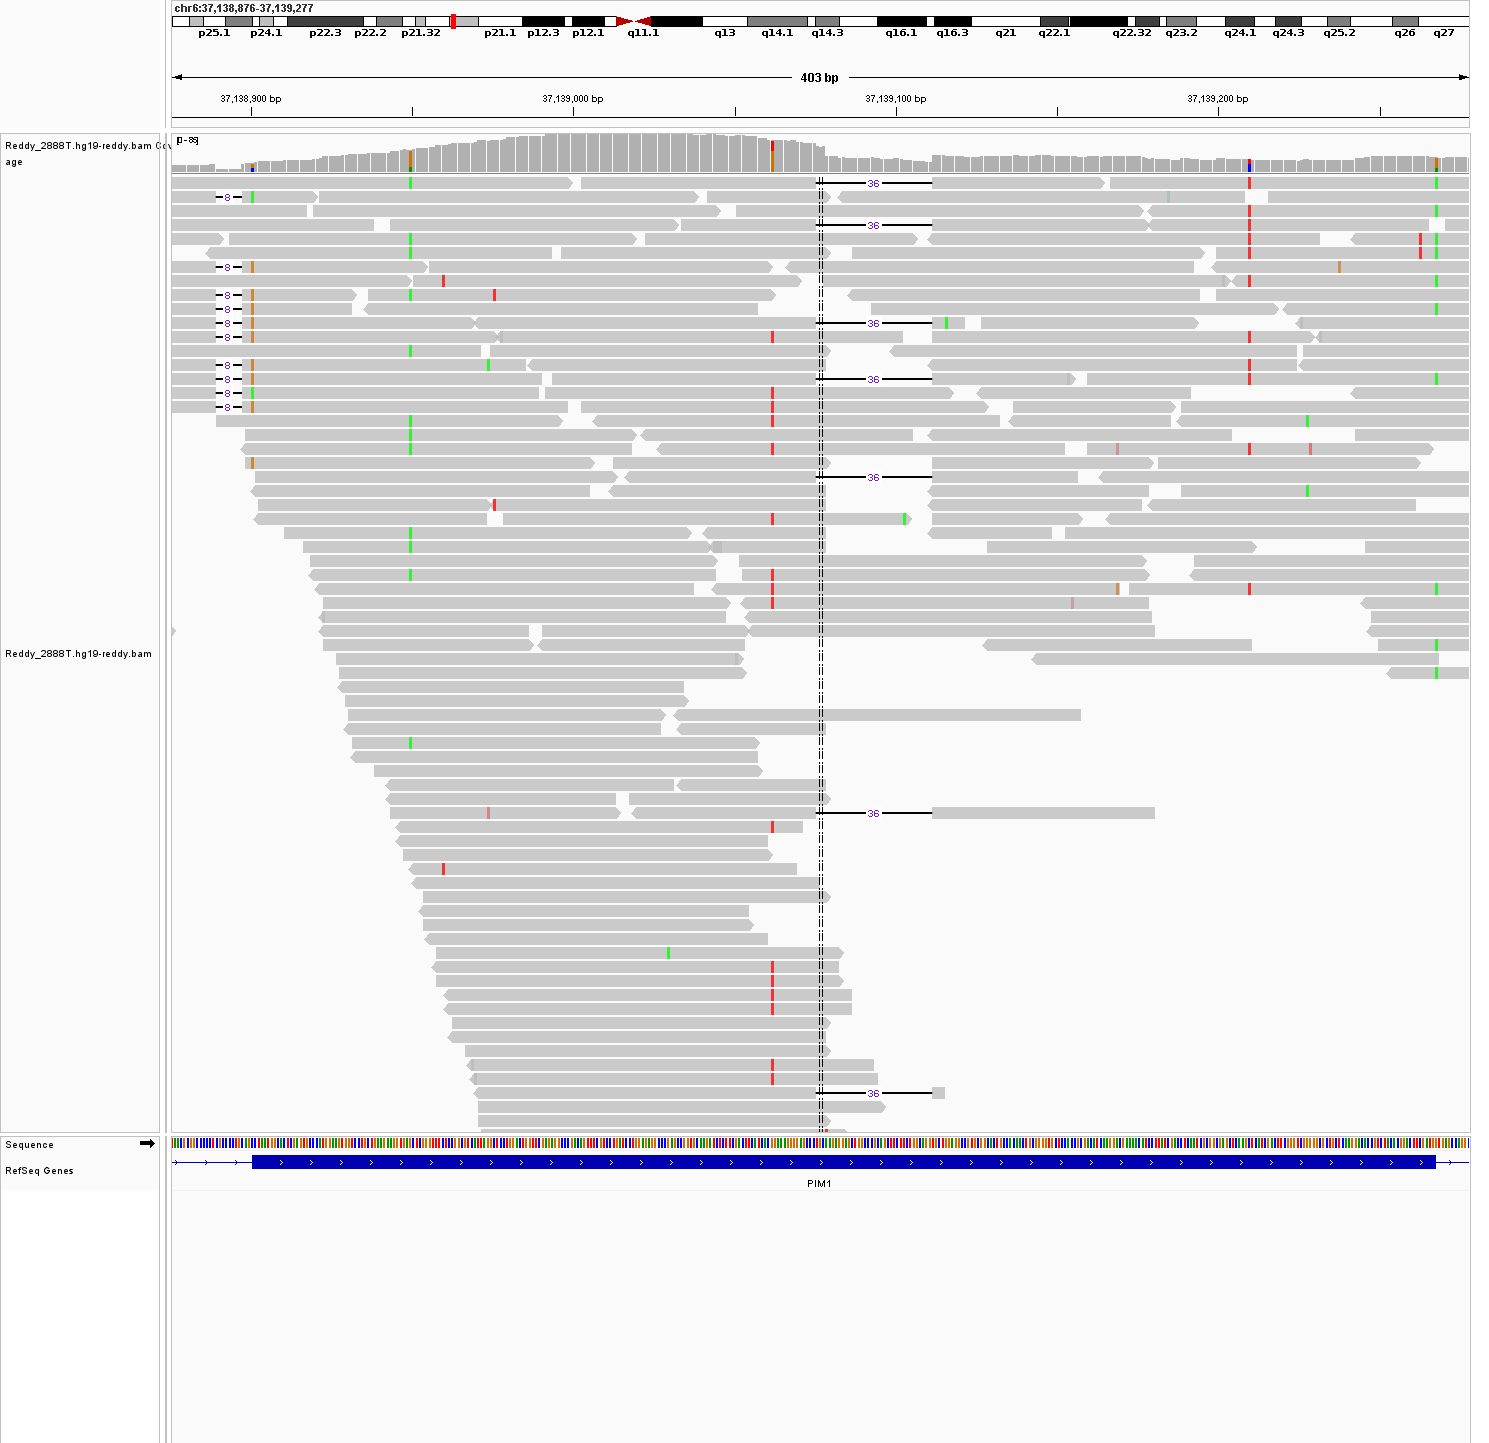 chr6:37,138,876-37,139,277
p25.1 p24.1 p22.3 p22.2 p21.32 p21.1 p12.3 p12.1 q11.1 q13 q14.1 q14.3 q16.1 q16.3 q21 q22.1 q22.32 q23.2 q24.1 q24.3 q25.2 q26 q27
403 bp
37,138,900 bp 37,139,000 bp 37,139,100 bp 37,139,200 bp
Reddy_2888T.hg19-reddy.bam Cov
age
[0 - 89]
36
8
36
8
8
8
8 36
8
8
8 36
8
8
36
Reddy_2888T.hg19-reddy.bam
36
36
Sequence
RefSeq Genes
PIM1